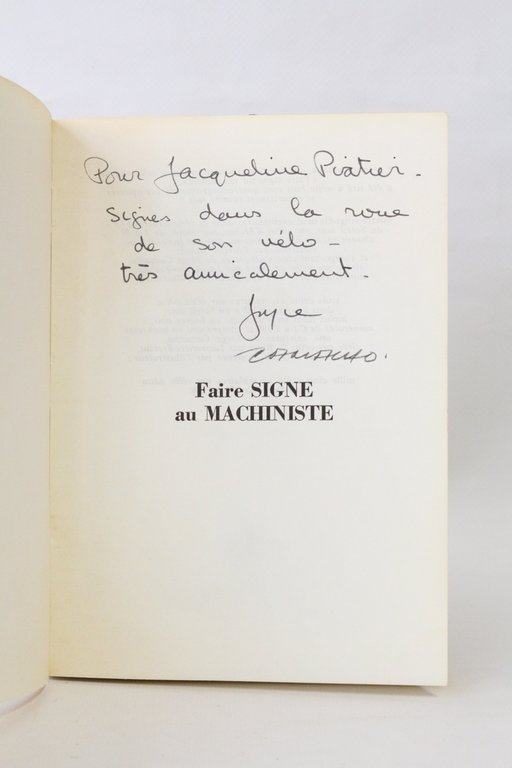 Pour Jacqueline Piatier -
signes dans la roue
de son vélo -
très amicalement -
Joyce
Faire SIGNE
au MACHINISTE